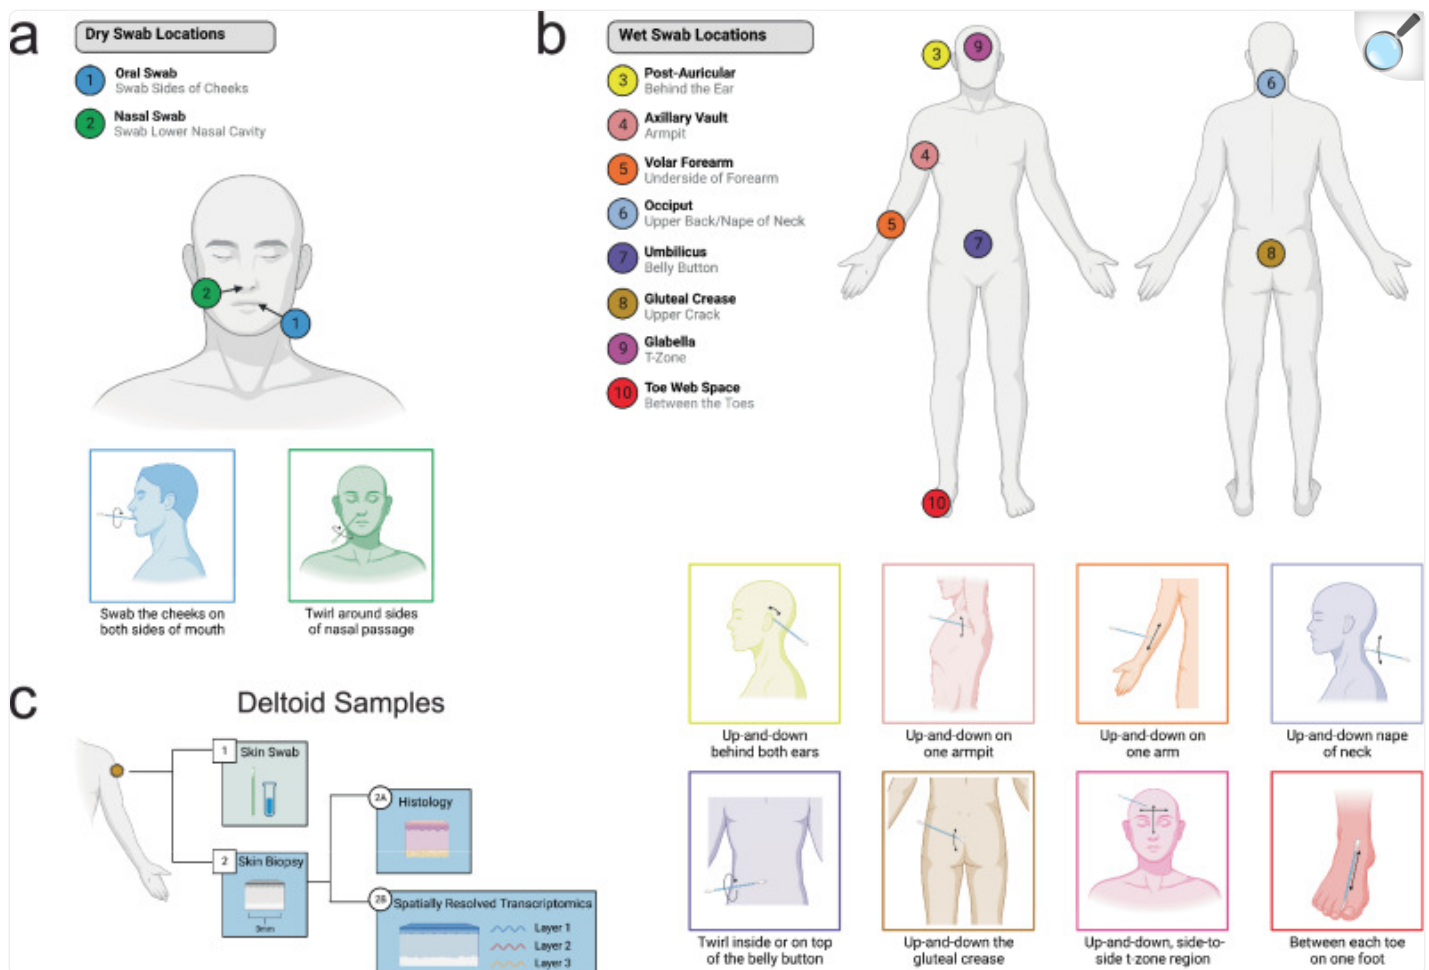 a
Dry Swab Locations
1
Oral Swab
Swab Sides of Cheeks
2
Nasal Swab
Swab Lower Nasal Cavity
2
1
Swab the cheeks on
both sides of mouth
Twirl around sides
of nasal passage
b
Wet Swab Locations
3
Post-Auricular
Behind the Ear
4
Axillary Vault
Armpit
5
Volar Forearm
Underside of Forearm
6
Occiput
Upper Back/Nape of Neck
7
Umbilicus
Belly Button
8
Gluteal Crease
Upper Crack
9
Glabella
T-Zone
10
Toe Web Space
Between the Toes
3
9
4
5
7
10
6
8
Up-and-down
behind both ears
Up-and-down on
one armpit
Up-and-down on
one arm
Up-and-down nape
of neck
Twirl inside or on top
of the belly button
Up-and-down the
gluteal crease
Up-and-down, side-to-
side t-zone region
Between each toe
on one foot
c
Deltoid Samples
1
Skin Swab
2
Skin Biopsy
3mm
2A
Histology
2B
Spatially Resolved Transcriptomics
Layer 1
Layer 2
Layer 3